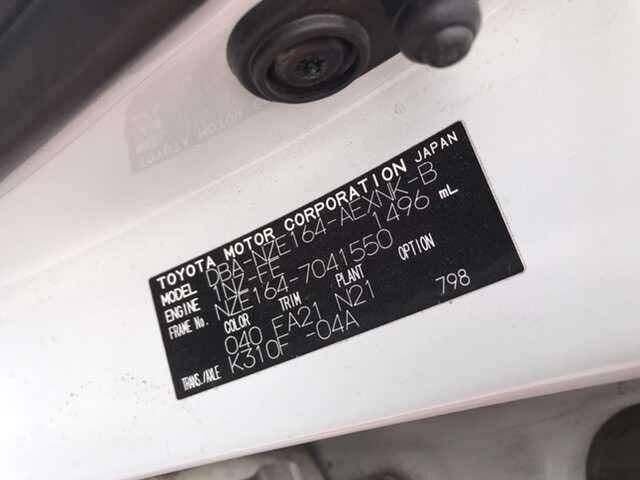 TOYOTA MOTOR CORPORATION JAPAN
MODEL DBA-NZE164-AEXNK-B
ENGINE 1NZ-FE 1496 mL
FRAME No. NZE164-7041550
COLOR TRIM PLANT OPTION
040 FA21 N21 798
TRANS./AXLE K310F -04A